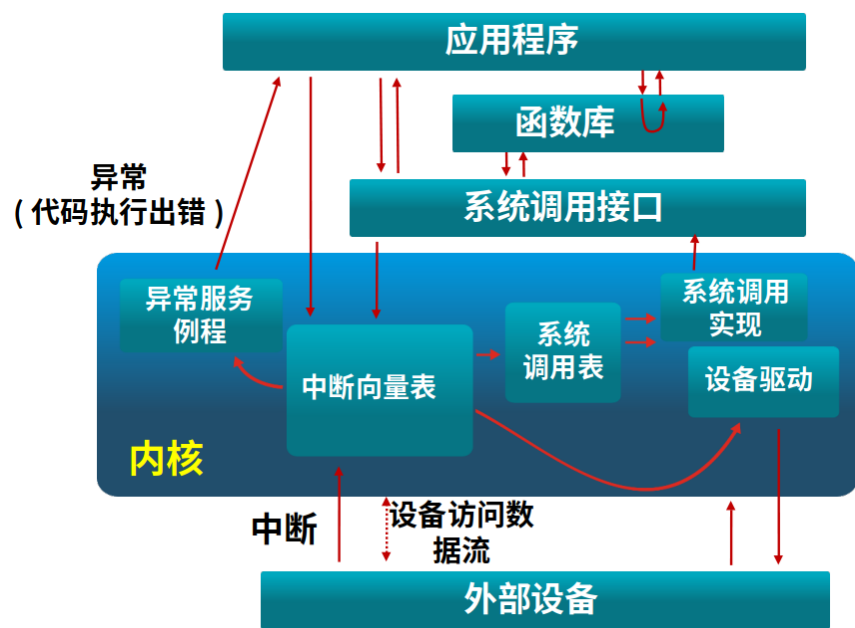 应用程序
函数库
异常
( 代码执行出错 )
系统调用接口
异常服务
例程
系统调用
实现
系统
调用表
中断向量表
设备驱动
内核
中断
设备访问数
据流
外部设备